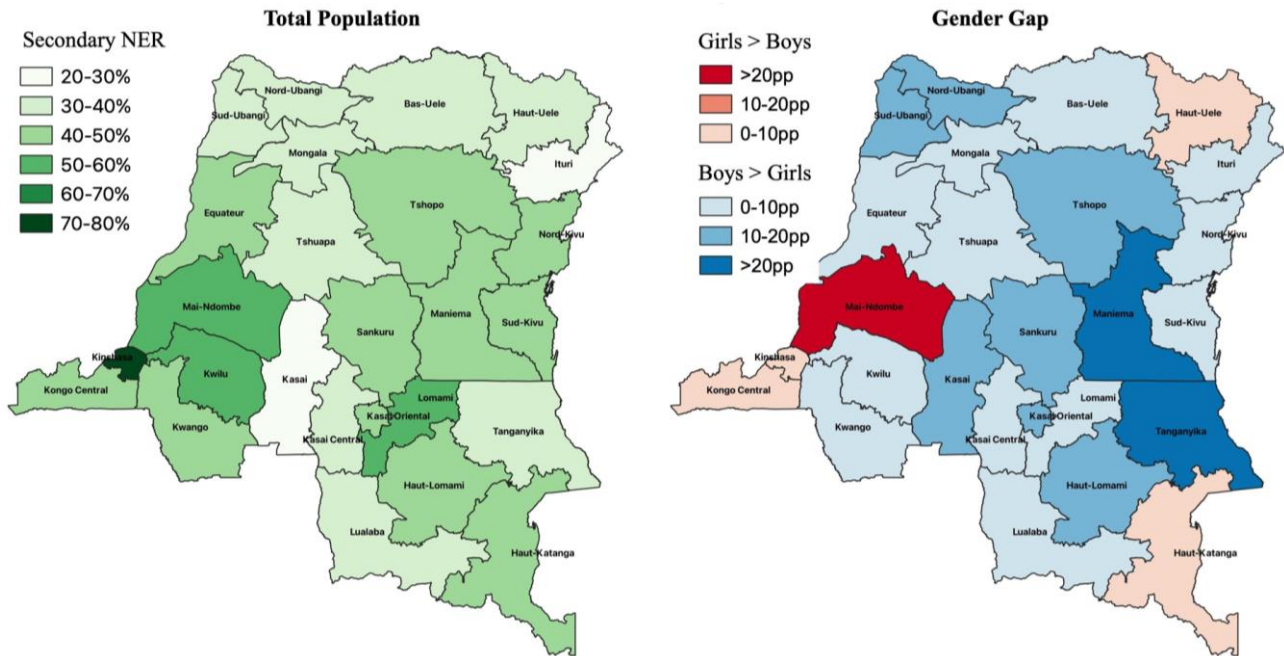 Total Population
Secondary NER
20-30%
30-40%
40-50%
50-60%
60-70%
70-80%
Nord-Ubangi
Sud-Ubangi
Bas-Uele
Haut-Uele
Mongala
Ituri
Equateur
Tshopo
Tshuapa
Nord-Kivu
Mai-Ndombe
Sankuru
Maniema
Sud-Kivu
Kinshasa
Kongo Central
Kwilu
Kasai
Lomami
Kasai Oriental
Kwango
Kasai Central
Tanganyika
Haut-Lomami
Lualaba
Haut-Katanga
Gender Gap
Girls > Boys
>20pp
10-20pp
0-10pp
Boys > Girls
0-10pp
10-20pp
>20pp
Nord-Ubangi
Sud-Ubangi
Bas-Uele
Haut-Uele
Mongala
Ituri
Equateur
Tshopo
Tshuapa
Nord-Kivu
Mai-Ndombe
Sankuru
Maniema
Sud-Kivu
Kinshasa
Kongo Central
Kwilu
Kasai
Lomami
Kasai Oriental
Kwango
Kasai Central
Tanganyika
Haut-Lomami
Lualaba
Haut-Katanga